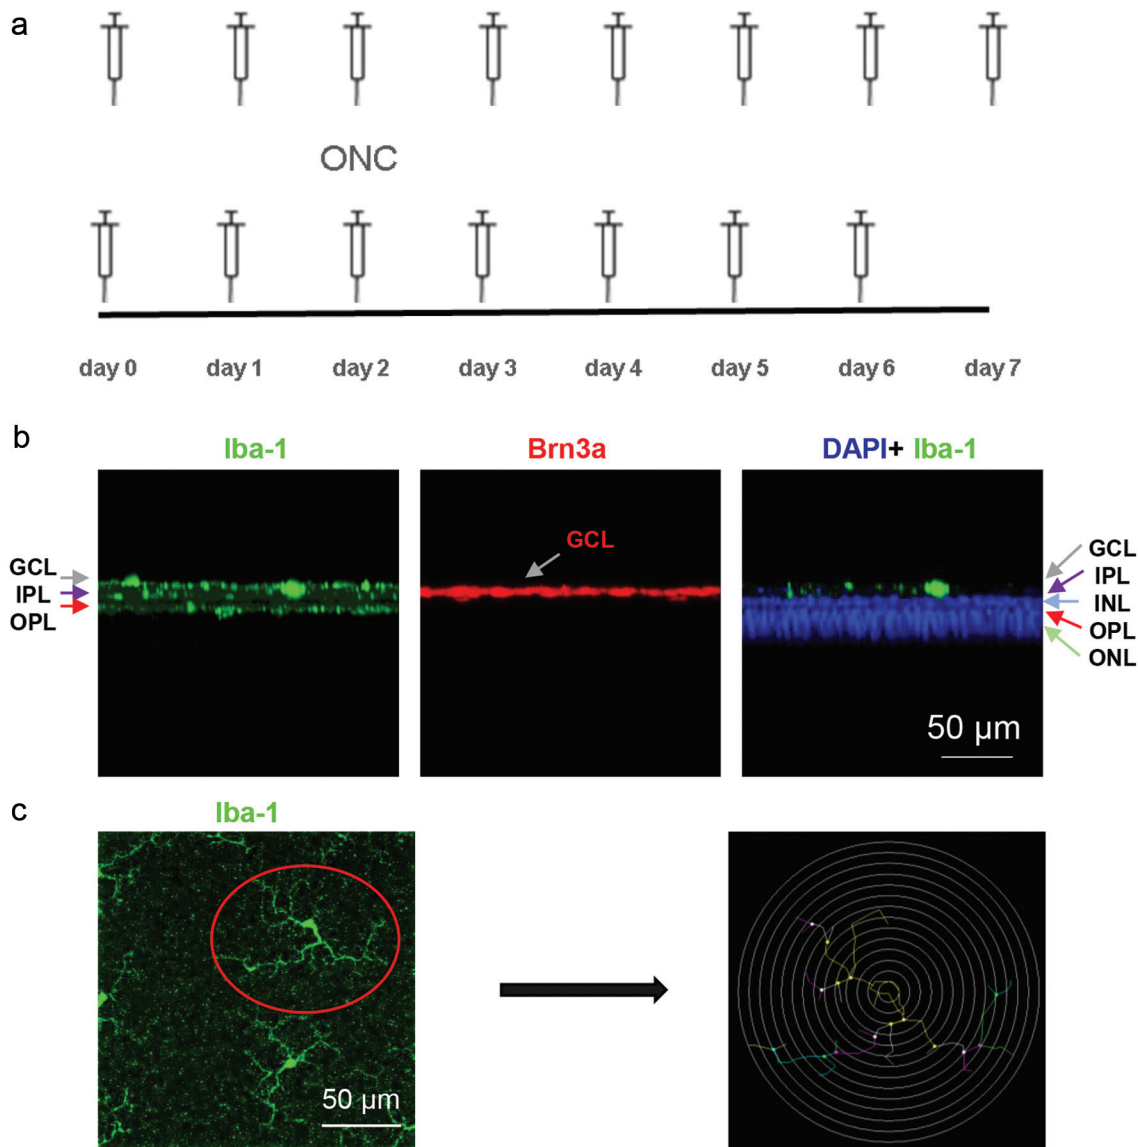 a
ONC
day 0 day 1 day 2 day 3 day 4 day 5 day 6 day 7
b
Iba-1 Brn3a DAPI+ Iba-1
GCL
IPL
OPL
GCL
GCL
IPL
INL
OPL
ONL
50 µm
c
Iba-1
50 µm